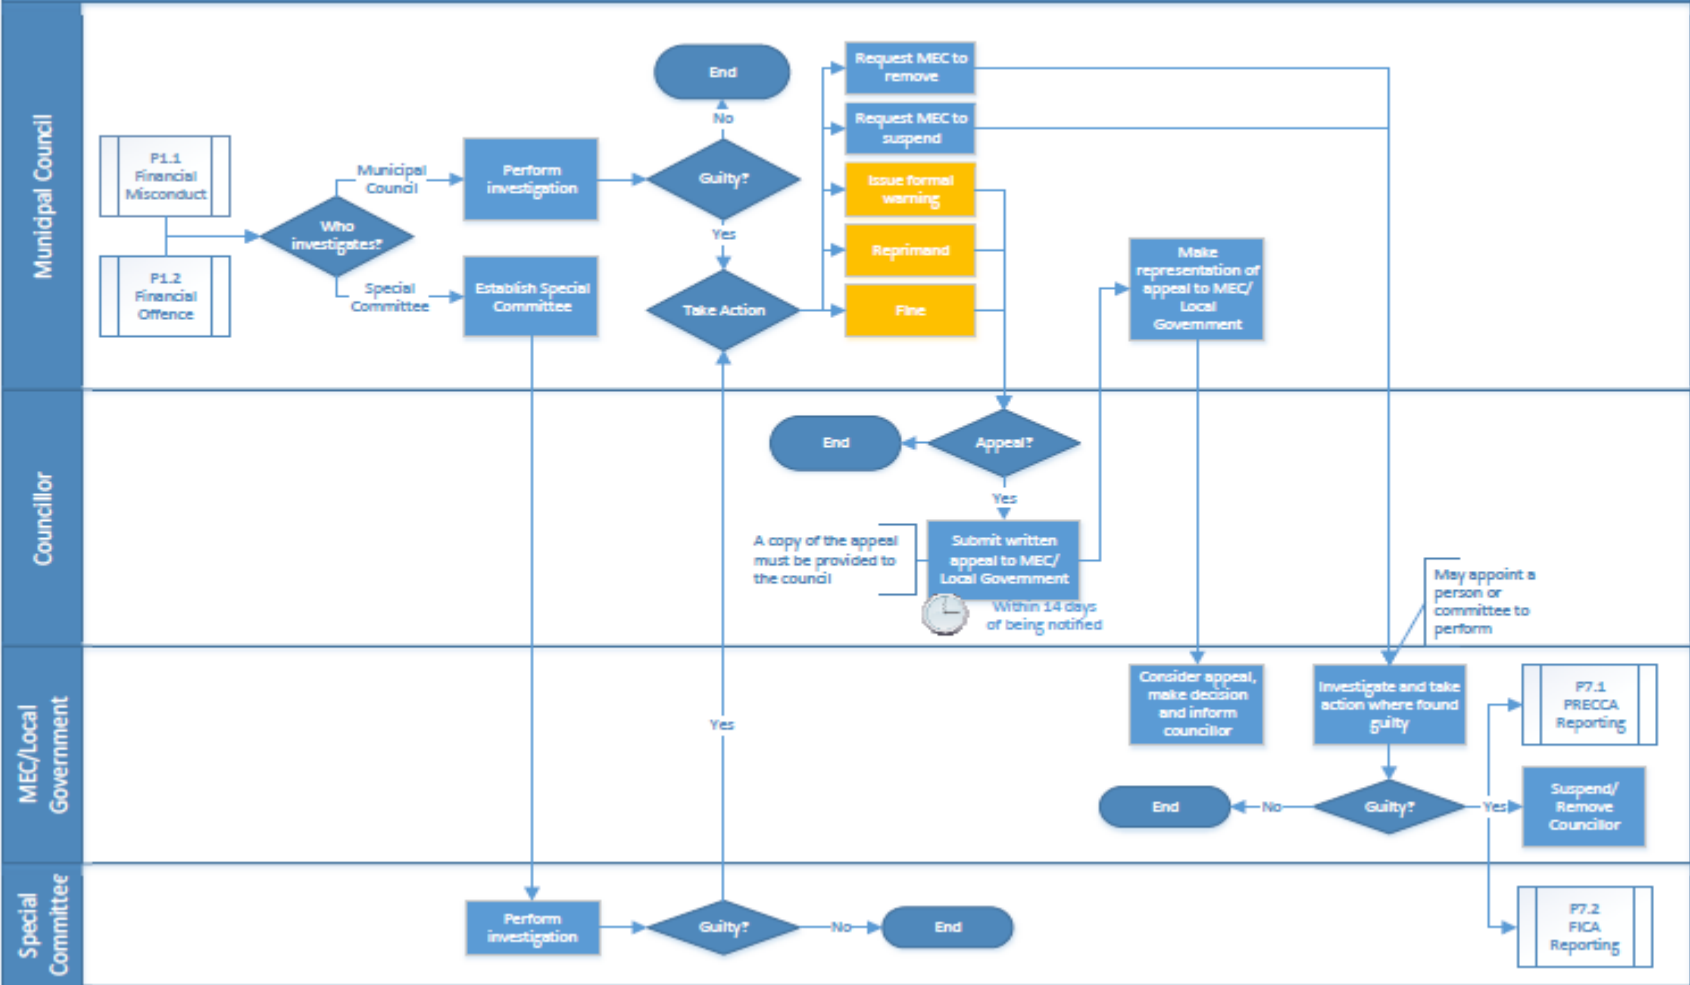 Municipal Council
P1.1
Financial
Misconduct
P1.2
Financial
Offence
Who
investigates?
Municipal
Council
Special
Committee
Perform
investigation
Establish Special
Committee
End
No
Guilty?
Yes
Take Action
Request MEC to
remove
Request MEC to
suspend
Issue formal
warning
Reprimand
Fine
Make
representation of
appeal to MEC/
Local
Government
Councillor
End
Appeal?
Yes
A copy of the appeal
must be provided to
the council
Submit written
appeal to MEC/
Local Government
Within 14 days
of being notified
May appoint a
person or
committee to
perform
MEC/Local
Government
Yes
Consider appeal,
make decision
and inform
councillor
Investigate and take
action where found
guilty
P7.1
PRECCA
Reporting
End
No
Guilty?
Yes
Suspend/
Remove
Councillor
Special
Committee
Perform
investigation
Guilty?
No
End
P7.2
FICA
Reporting